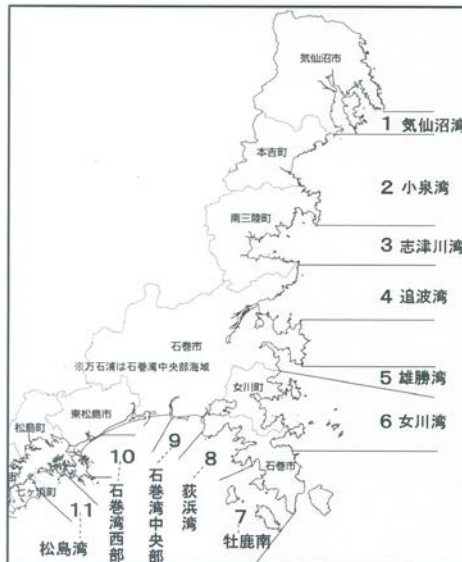 気仙沼市
1 気仙沼湾
本吉町
2 小泉湾
南三陸町
3 志津川湾
4 追波湾
石巻市
※万石浦は石巻湾中央部海域
5 雄勝湾
女川町
6 女川湾
東松島市
松島町
石巻市
七ヶ浜町
7 牡鹿南
8 荻浜湾
9 石巻湾中央部
10 石巻湾西部
11 松島湾